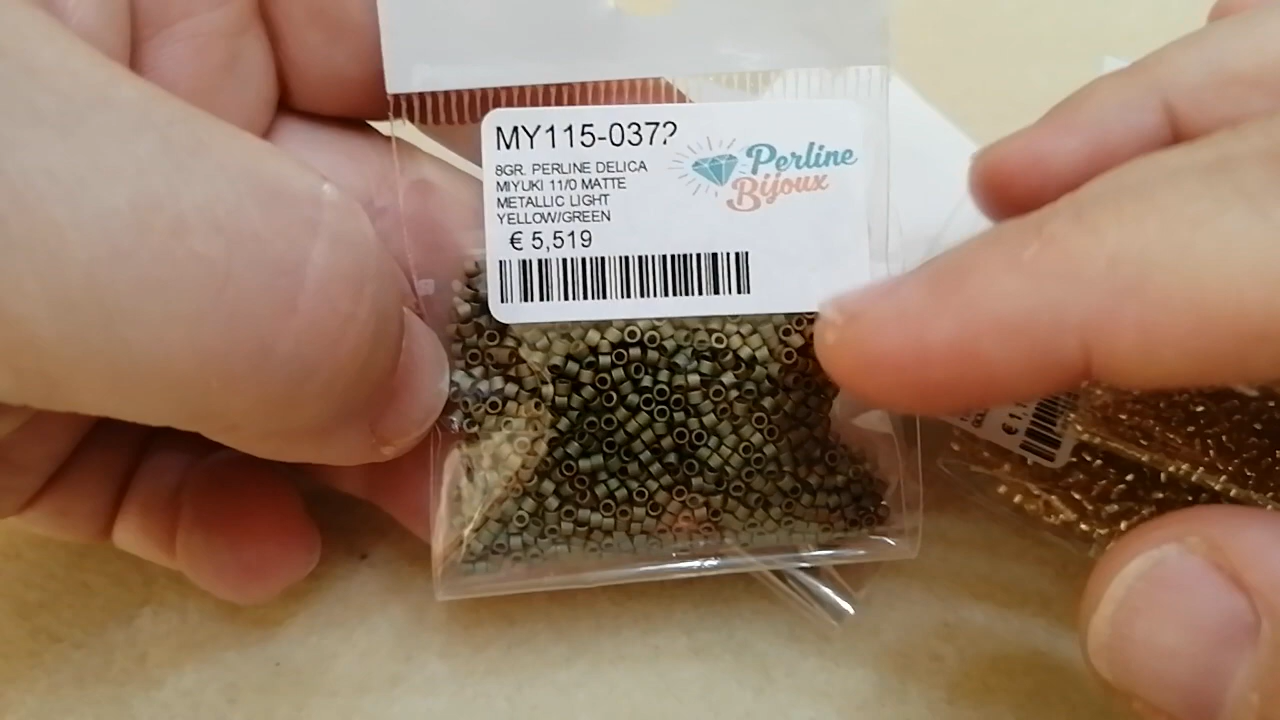 MY115-037?
8GR. PERLINE DELICA
MIYUKI 11/0 MATTE
METALLIC LIGHT
YELLOW/GREEN
€ 5,519
Perline
Bijoux